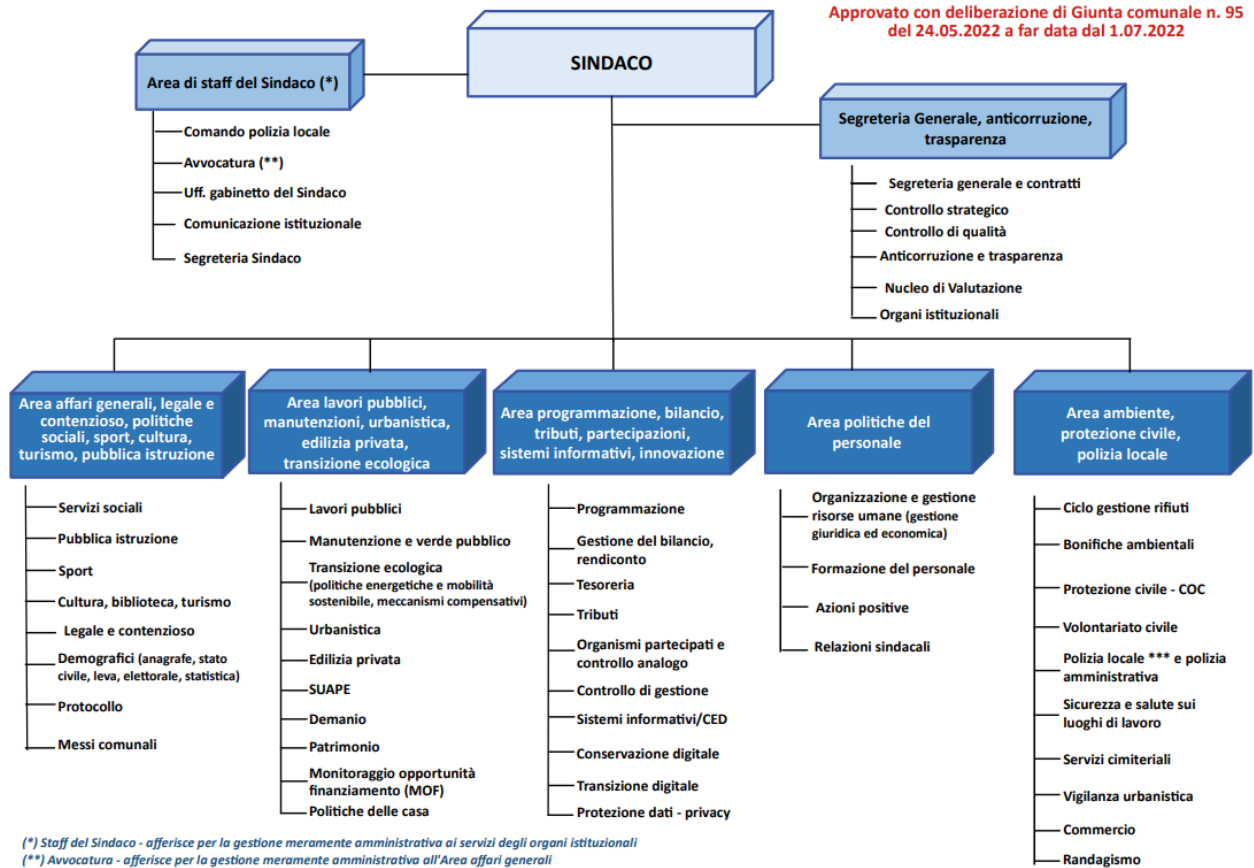 Approvato con deliberazione di Giunta comunale n. 95
del 24.05.2022 a far data dal 1.07.2022
SINDACO
Area di staff del Sindaco (*)
Comando polizia locale
Avvocatura (**)
Uff. gabinetto del Sindaco
Comunicazione istituzionale
Segreteria Sindaco
Segreteria Generale, anticorruzione,
trasparenza
Segreteria generale e contratti
Controllo strategico
Controllo di qualità
Anticorruzione e trasparenza
Nucleo di Valutazione
Organi istituzionali
Area affari generali, legale e
contenzioso, politiche
sociali, sport, cultura,
turismo, pubblica istruzione
Servizi sociali
Pubblica istruzione
Sport
Cultura, biblioteca, turismo
Legale e contenzioso
Demografici (anagrafe, stato
civile, leva, elettorale, statistica)
Protocollo
Messi comunali
Area lavori pubblici,
manutenzioni, urbanistica,
edilizia privata,
transizione ecologica
Lavori pubblici
Manutenzione e verde pubblico
Transizione ecologica
(politiche energetiche e mobilità
sostenibile, meccanismi compensativi)
Urbanistica
Edilizia privata
SUAPE
Demanio
Patrimonio
Monitoraggio opportunità
finanziamento (MOF)
Politiche delle casa
Area programmazione, bilancio,
tributi, partecipazioni,
sistemi informativi, innovazione
Programmazione
Gestione del bilancio,
rendiconto
Tesoreria
Tributi
Organismi partecipati e
controllo analogo
Controllo di gestione
Sistemi informativi/CED
Conservazione digitale
Transizione digitale
Protezione dati - privacy
Area politiche del
personale
Organizzazione e gestione
risorse umane (gestione
giuridica ed economica)
Formazione del personale
Azioni positive
Relazioni sindacali
Area ambiente,
protezione civile,
polizia locale
Ciclo gestione rifiuti
Bonifiche ambientali
Protezione civile - COC
Volontariato civile
Polizia locale *** e polizia
amministrativa
Sicurezza e salute sui
luoghi di lavoro
Servizi cimiteriali
Vigilanza urbanistica
Commercio
Randagismo
(*) Staff del Sindaco - afferisce per la gestione meramente amministrativa ai servizi degli organi istituzionali
(**) Avvocatura - afferisce per la gestione meramente amministrativa all'Area affari generali